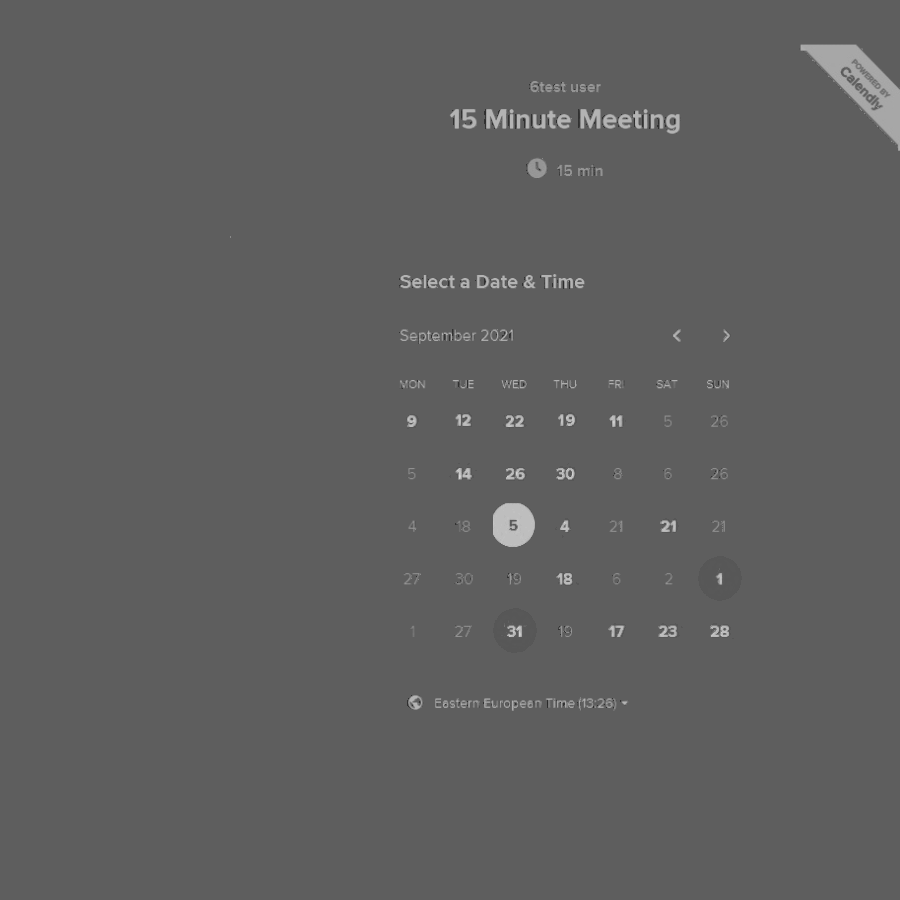 POWERED BY
Calendly
6test user
15 Minute Meeting
15 min
Select a Date & Time
September 2021
MON TUE WED THU FRI SAT SUN
9 12 22 19 11 5 26
5 14 26 30 8 6 26
4 18 5 4 21 21 21
27 30 19 18 6 2 1
1 27 31 19 17 23 28
Eastern European Time (13:26)